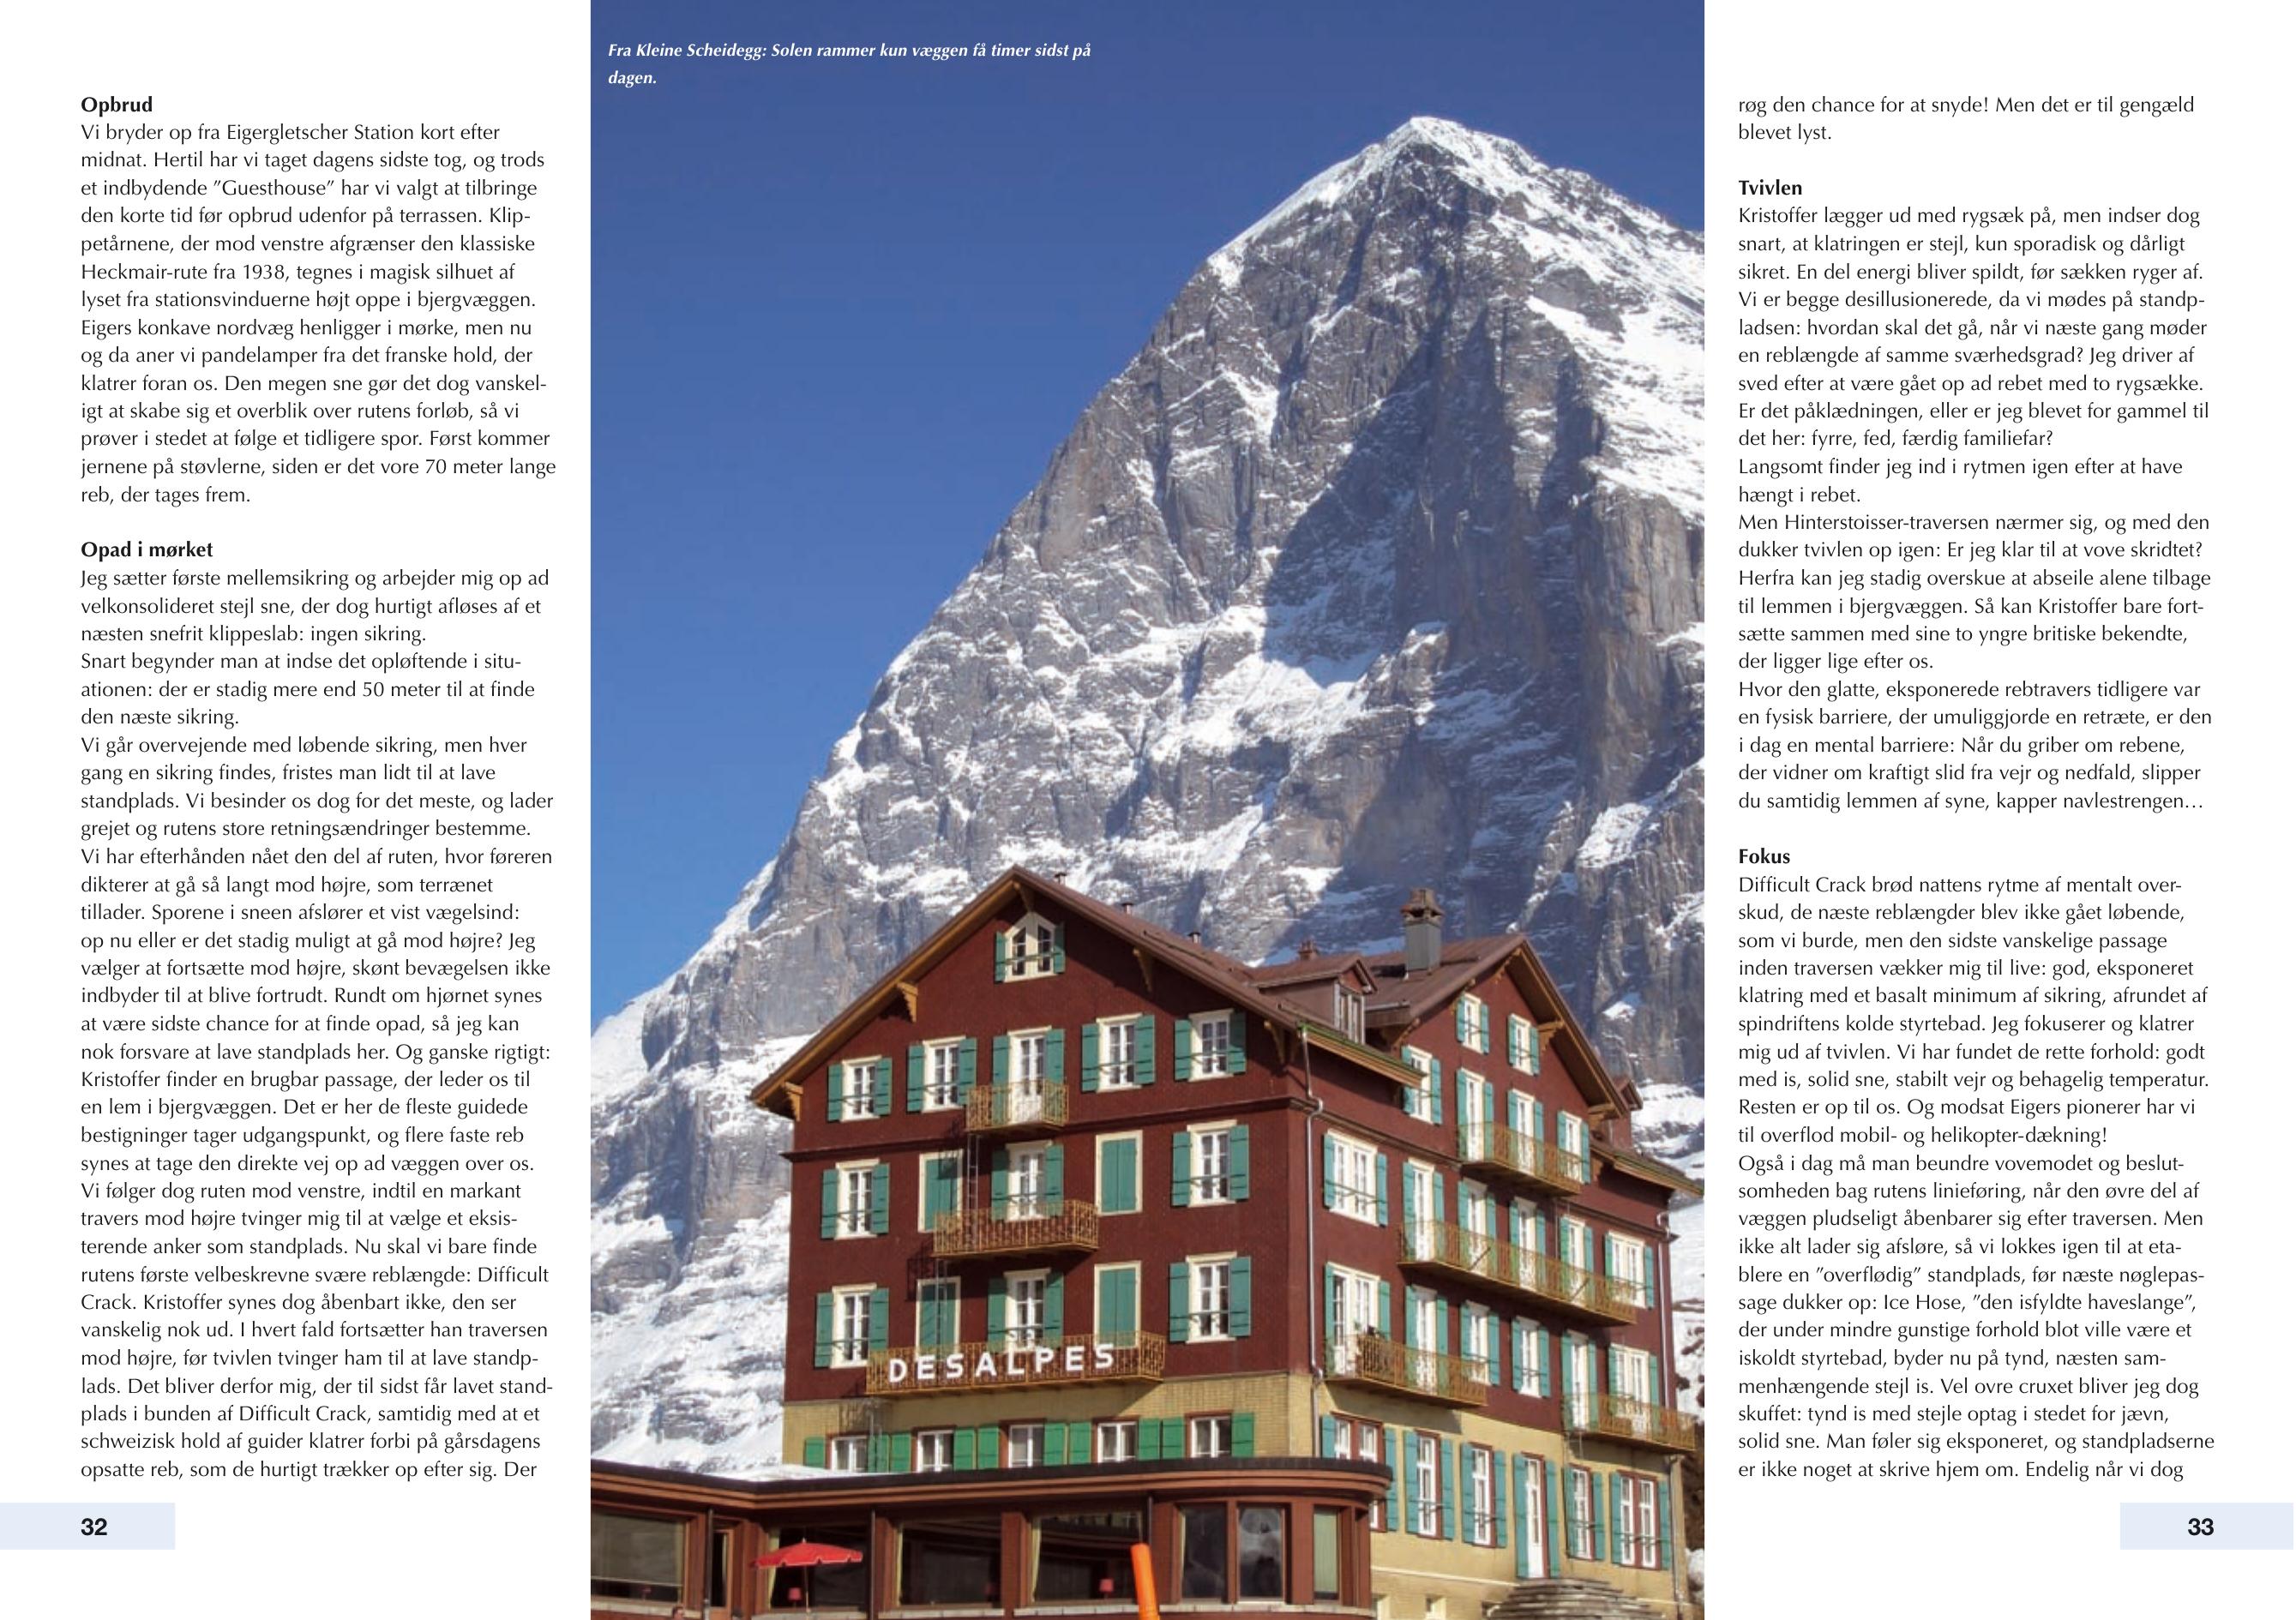 Opbrud
Vi bryder op fra Eigergletscher Station kort efter
midnat. Hertil har vi taget dagens sidste tog, og trods
et indbydende ”Guesthouse” har vi valgt at tilbringe
den korte tid før opbrud udenfor på terrassen. Klip-
petårnene, der mod venstre afgrænser den klassiske
Heckmair-rute fra 1938, tegnes i magisk silhuet af
lyset fra stationsvinduerne højt oppe i bjergvæggen.
Eigers konkave nordvæg henligger i mørke, men nu
og da aner vi pandelamper fra det franske hold, der
klatrer foran os. Den megen sne gør det dog vanskel-
igt at skabe sig et overblik over rutens forløb, så vi
prøver i stedet at følge et tidligere spor. Først kommer
jernene på støvlerne, siden er det vore 70 meter lange
reb, der tages frem.
Opad i mørket
Jeg sætter første mellemsikring og arbejder mig op ad
velkonsolideret stejl sne, der dog hurtigt afløses af et
næsten snefrit klippeslab: ingen sikring.
Snart begynder man at indse det opløftende i situ-
ationen: der er stadig mere end 50 meter til at finde
den næste sikring.
Vi går overvejende med løbende sikring, men hver
gang en sikring findes, fristes man lidt til at lave
standplads. Vi besinder os dog for det meste, og lader
grejet og rutens store retningsændringer bestemme.
Vi har efterhånden nået den del af ruten, hvor føreren
dikterer at gå så langt mod højre, som terrænet
tillader. Sporene i sneen afslører et vist vægelsind:
op nu eller er det stadig muligt at gå mod højre? Jeg
vælger at fortsætte mod højre, skønt bevægelsen ikke
indbyder til at blive fortrudt. Rundt om hjørnet synes
at være sidste chance for at finde opad, så jeg kan
nok forsvare at lave standplads her. Og ganske rigtigt:
Kristoffer finder en brugbar passage, der leder os til
en lem i bjergvæggen. Det er her de fleste guidede
bestigninger tager udgangspunkt, og flere faste reb
synes at tage den direkte vej op ad væggen over os.
Vi følger dog ruten mod venstre, indtil en markant
travers mod højre tvinger mig til at vælge et eksis-
terende anker som standplads. Nu skal vi bare finde
rutens første velbeskrevne svære reblængde: Difficult
Crack. Kristoffer synes dog åbenbart ikke, den ser
vanskelig nok ud. I hvert fald fortsætter han traversen
mod højre, før tvivlen tvinger ham til at lave standp-
lads. Det bliver derfor mig, der til sidst får lavet stand-
plads i bunden af Difficult Crack, samtidig med at et
schweizisk hold af guider klatrer forbi på gårsdagens
opsatte reb, som de hurtigt trækker op efter sig. Der
32
Fra Kleine Scheidegg: Solen rammer kun væggen få timer sidst på
dagen.
DESALPES
røg den chance for at snyde! Men det er til gengæld
blevet lyst.
Tvivlen
Kristoffer lægger ud med rygsæk på, men indser dog
snart, at klatringen er stejl, kun sporadisk og dårligt
sikret. En del energi bliver spildt, før sækken ryger af.
Vi er begge desillusionerede, da vi mødes på standp-
ladsen: hvordan skal det gå, når vi næste gang møder
en reblængde af samme sværhedsgrad? Jeg driver af
sved efter at være gået op ad rebet med to rygsække.
Er det påklædningen, eller er jeg blevet for gammel til
det her: fyrre, fed, færdig familiefar?
Langsomt finder jeg ind i rytmen igen efter at have
hængt i rebet.
Men Hinterstoisser-traversen nærmer sig, og med den
dukker tvivlen op igen: Er jeg klar til at vove skridtet?
Herfra kan jeg stadig overskue at abseile alene tilbage
til lemmen i bjergvæggen. Så kan Kristoffer bare fort-
sætte sammen med sine to yngre britiske bekendte,
der ligger lige efter os.
Hvor den glatte, eksponerede rebtravers tidligere var
en fysisk barriere, der umuliggjorde en retræte, er den
i dag en mental barriere: Når du griber om rebene,
der vidner om kraftigt slid fra vejr og nedfald, slipper
du samtidig lemmen af syne, kapper navlestrengen…
Fokus
Difficult Crack brød nattens rytme af mentalt over-
skud, de næste reblængder blev ikke gået løbende,
som vi burde, men den sidste vanskelige passage
inden traversen vækker mig til live: god, eksponeret
klatring med et basalt minimum af sikring, afrundet af
spindriftens kolde styrtebad. Jeg fokuserer og klatrer
mig ud af tvivlen. Vi har fundet de rette forhold: godt
med is, solid sne, stabilt vejr og behagelig temperatur.
Resten er op til os. Og modsat Eigers pionerer har vi
til overflod mobil- og helikopter-dækning!
Også i dag må man beundre vovemodet og beslut-
somheden bag rutens linieføring, når den øvre del af
væggen pludseligt åbenbarer sig efter traversen. Men
ikke alt lader sig afsløre, så vi lokkes igen til at eta-
blere en ”overflødig” standplads, før næste nøglepas-
sage dukker op: Ice Hose, ”den isfyldte haveslange”,
der under mindre gunstige forhold blot ville være et
iskoldt styrtebad, byder nu på tynd, næsten sam-
menhængende stejl is. Vel ovre cruxet bliver jeg dog
skuffet: tynd is med stejle optag i stedet for jævn,
solid sne. Man føler sig eksponeret, og standpladserne
er ikke noget at skrive hjem om. Endelig når vi dog
33